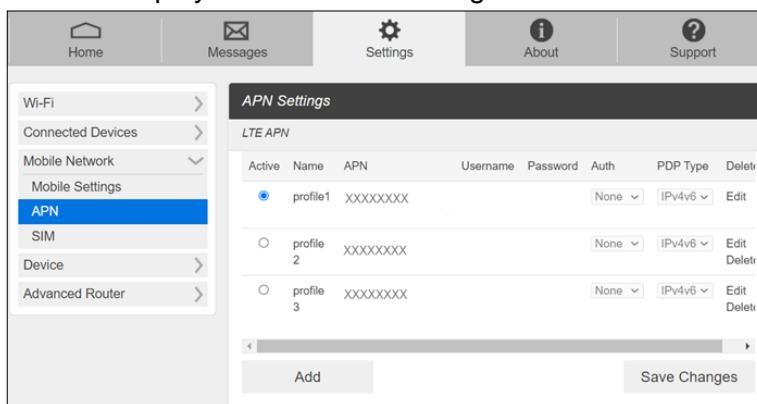 Home Messages Settings About Support
Wi-Fi
Connected Devices
Mobile Network
Mobile Settings
APN
SIM
Device
Advanced Router
APN Settings
LTE APN
Active Name APN Username Password Auth PDP Type
profile1 XXXXXXXX None IPv4v6 Edit
profile 2 XXXXXXXX None IPv4v6 Edit
profile 3 XXXXXXXX None IPv4v6 Edit
Add Save Changes